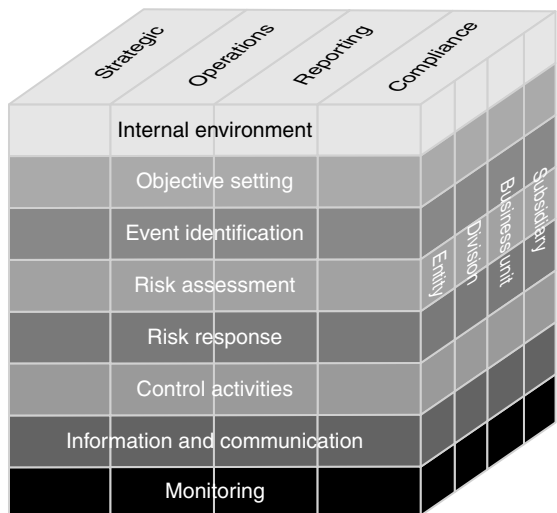 Strategic
Operations
Reporting
Compliance
Internal environment
Objective setting
Event identification
Risk assessment
Risk response
Control activities
Information and communication
Monitoring
Entity
Division
Business unit
Subsidiary